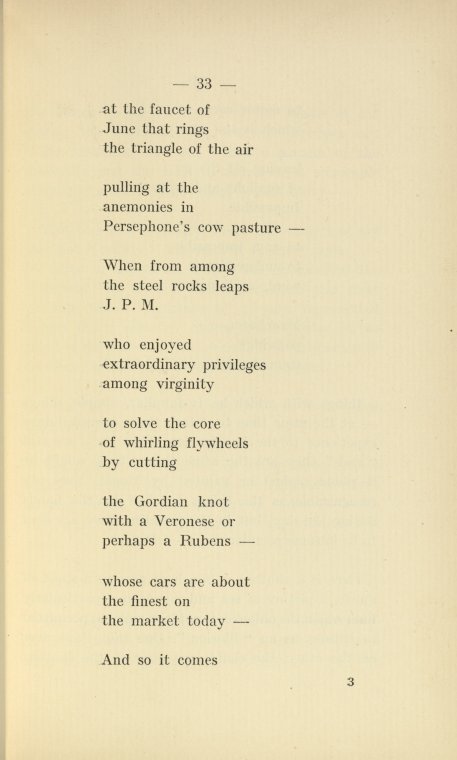 — 33 —
at the faucet of
June that rings
the triangle of the air
pulling at the
anemonies in
Persephone's cow pasture —
When from among
the steel rocks leaps
J. P. M.
who enjoyed
extraordinary privileges
among virginity
to solve the core
of whirling flywheels
by cutting
the Gordian knot
with a Veronese or
perhaps a Rubens —
whose cars are about
the finest on
the market today —
And so it comes
3